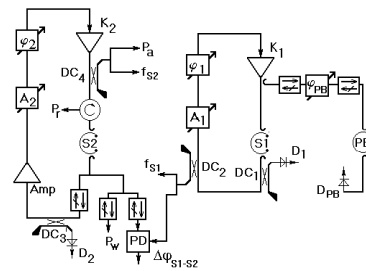 K2
φ2
Pa
DC4
fS2
A2
Pr
C
S2
Amp
DC3
D2
Pw
PD
ΔφS1-S2
K1
φ1
φPB
A1
S1
D1
fS1
DC2
DC1
DPB